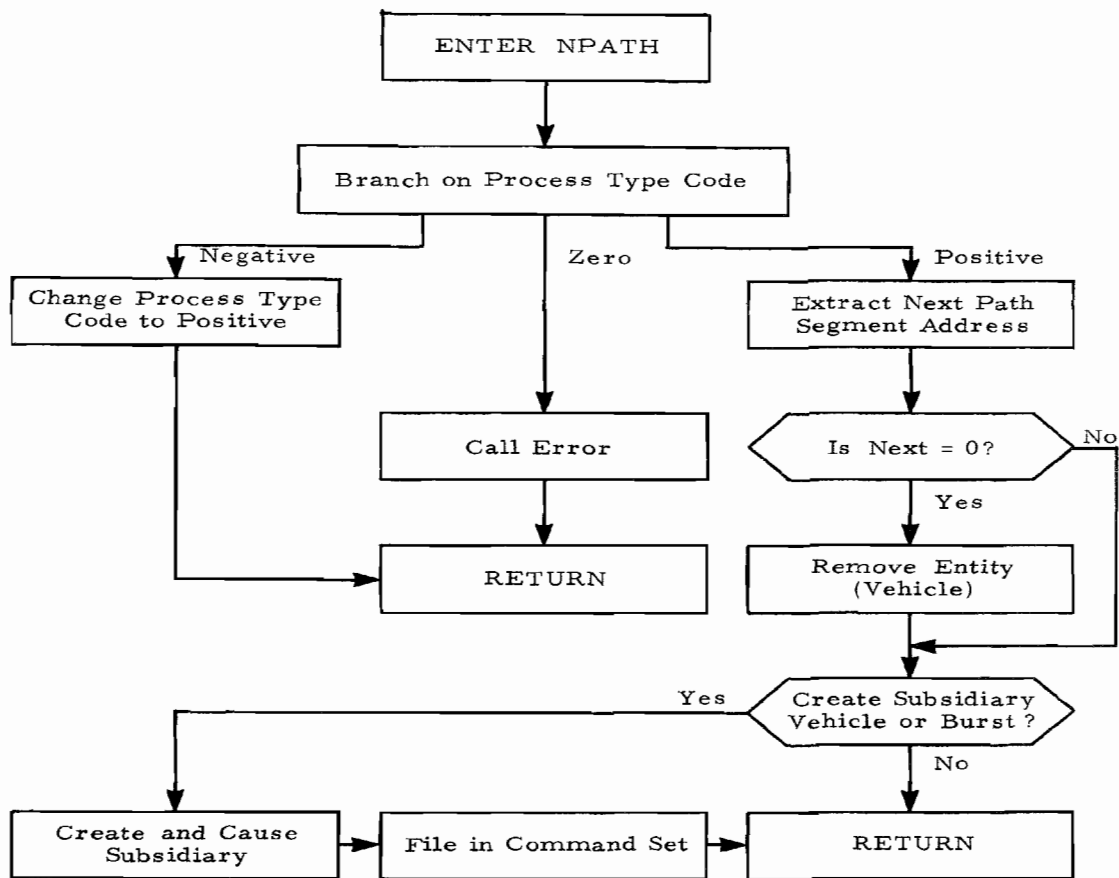 ENTER NPATH
Branch on Process Type Code
Negative
Zero
Positive
Change Process Type
Code to Positive
Extract Next Path
Segment Address
Call Error
Is Next = 0?
No
Yes
RETURN
Remove Entity
(Vehicle)
Yes
Create Subsidiary
Vehicle or Burst?
No
Create and Cause
Subsidiary
File in Command Set
RETURN